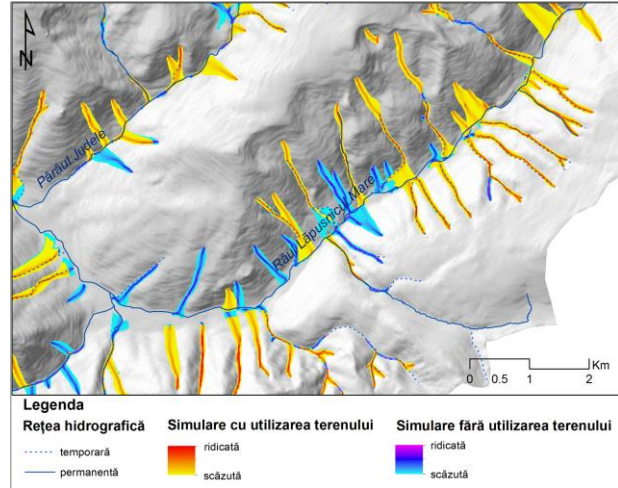 N
Pârâul Judele
Râul Lăpușnicul Mare
Km
0 0.5 1 2
Legenda
Rețea hidrografică
temporară
permanentă
Simulare cu utilizarea terenului
ridicată
scăzută
Simulare fără utilizarea terenului
ridicată
scăzută